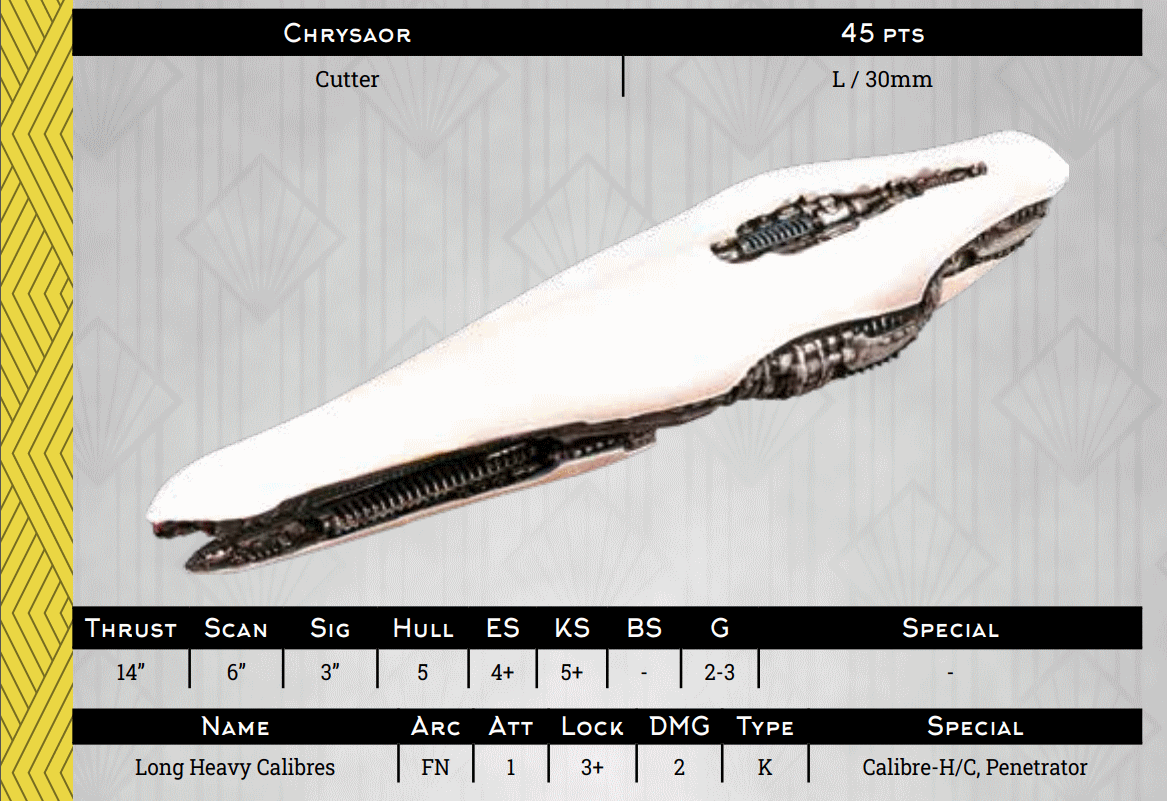 Chrysaor 45 pts
Cutter L / 30mm
Thrust Scan Sig Hull ES KS BS G Special
14” 6” 3” 5 4+ 5+ - 2-3 -
Name Arc Att Lock DMG Type Special
Long Heavy Calibres FN 1 3+ 2 K Calibre-H/C, Penetrator